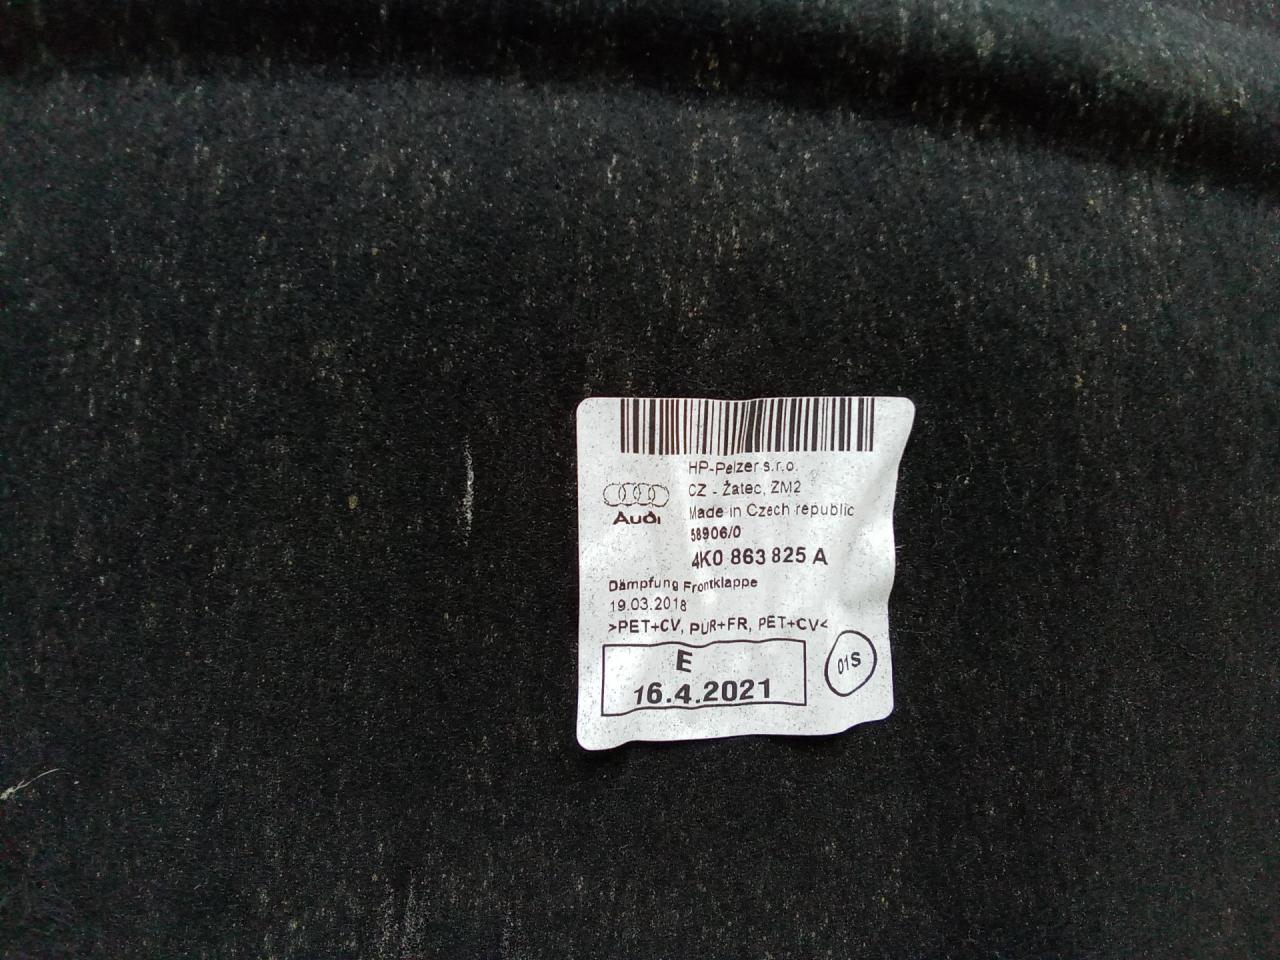 HP-Pelzer s.r.o.
CZ - Žatec, ZM2
Audi
Made in Czech republic
58906/0
4K0 863 825 A
Dämpfung Frontklappe
19.03.2018
>PET+CV, PUR+FR, PET+CV<
E
16.4.2021
01S